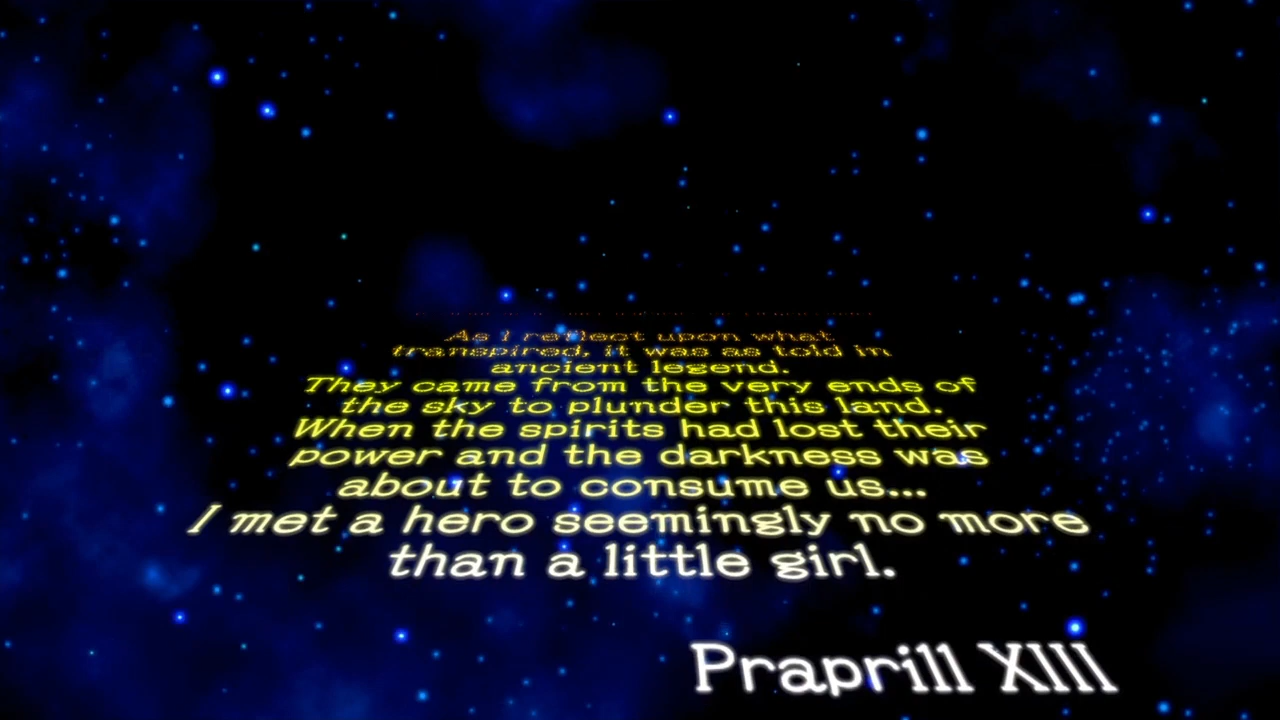 As I reflect upon what
transpired, it was as told in
ancient legend.
They came from the very ends of
the sky to plunder this land.
When the spirits had lost their
power and the darkness was
about to consume us...
I met a hero seemingly no more
than a little girl.
Praprill XIII